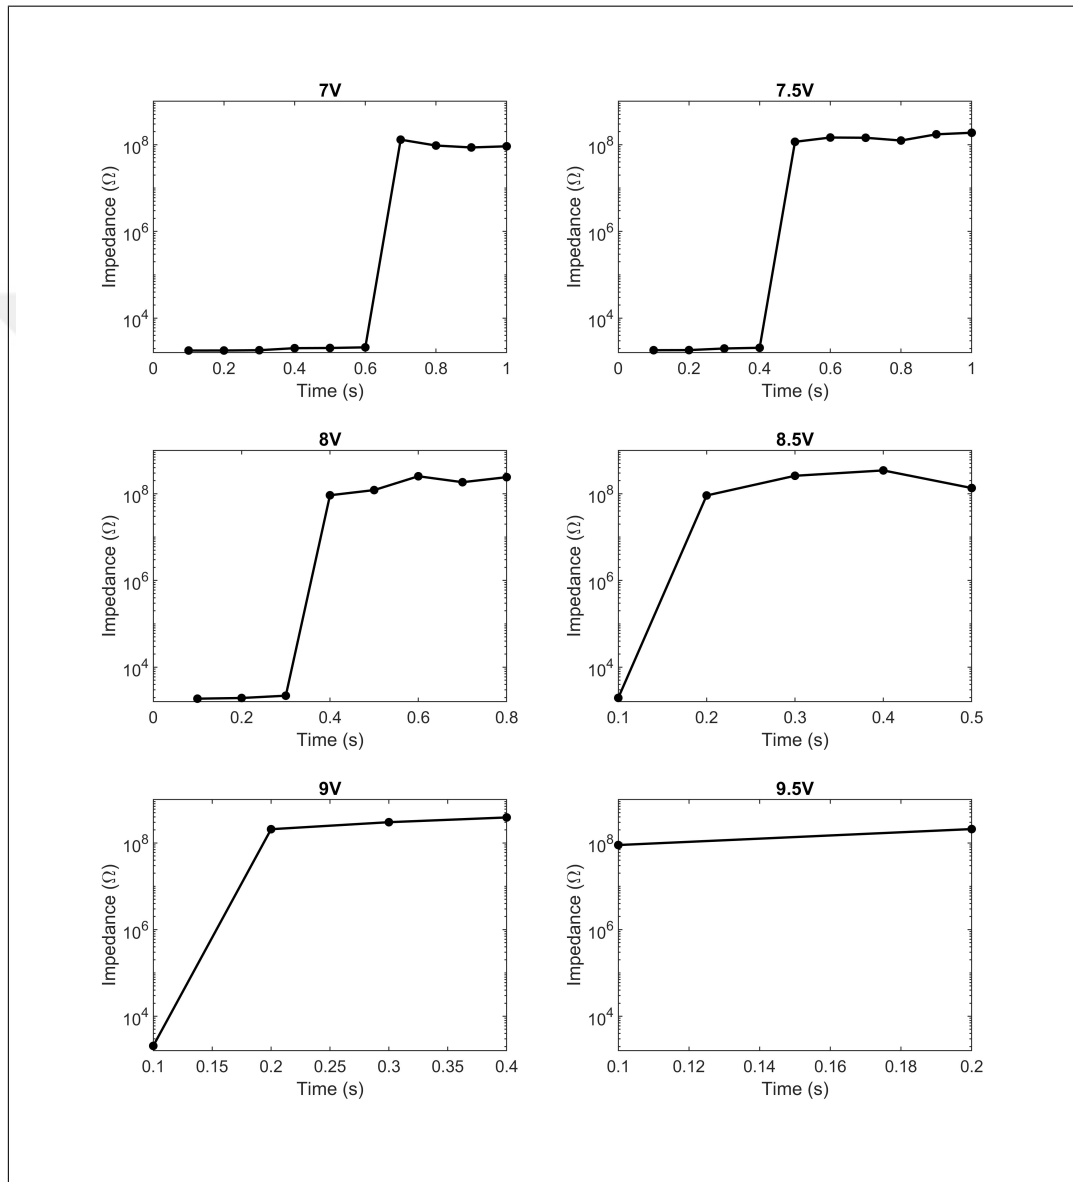 7V
10^8
10^6
10^4
Impedance (Ω)
0 0.2 0.4 0.6 0.8 1
Time (s)
7.5V
10^8
10^6
10^4
Impedance (Ω)
0 0.2 0.4 0.6 0.8 1
Time (s)
8V
10^8
10^6
10^4
Impedance (Ω)
0 0.2 0.4 0.6 0.8
Time (s)
8.5V
10^8
10^6
10^4
Impedance (Ω)
0.1 0.2 0.3 0.4 0.5
Time (s)
9V
10^8
10^6
10^4
Impedance (Ω)
0.1 0.15 0.2 0.25 0.3 0.35 0.4
Time (s)
9.5V
10^8
10^6
10^4
Impedance (Ω)
0.1 0.12 0.14 0.16 0.18 0.2
Time (s)